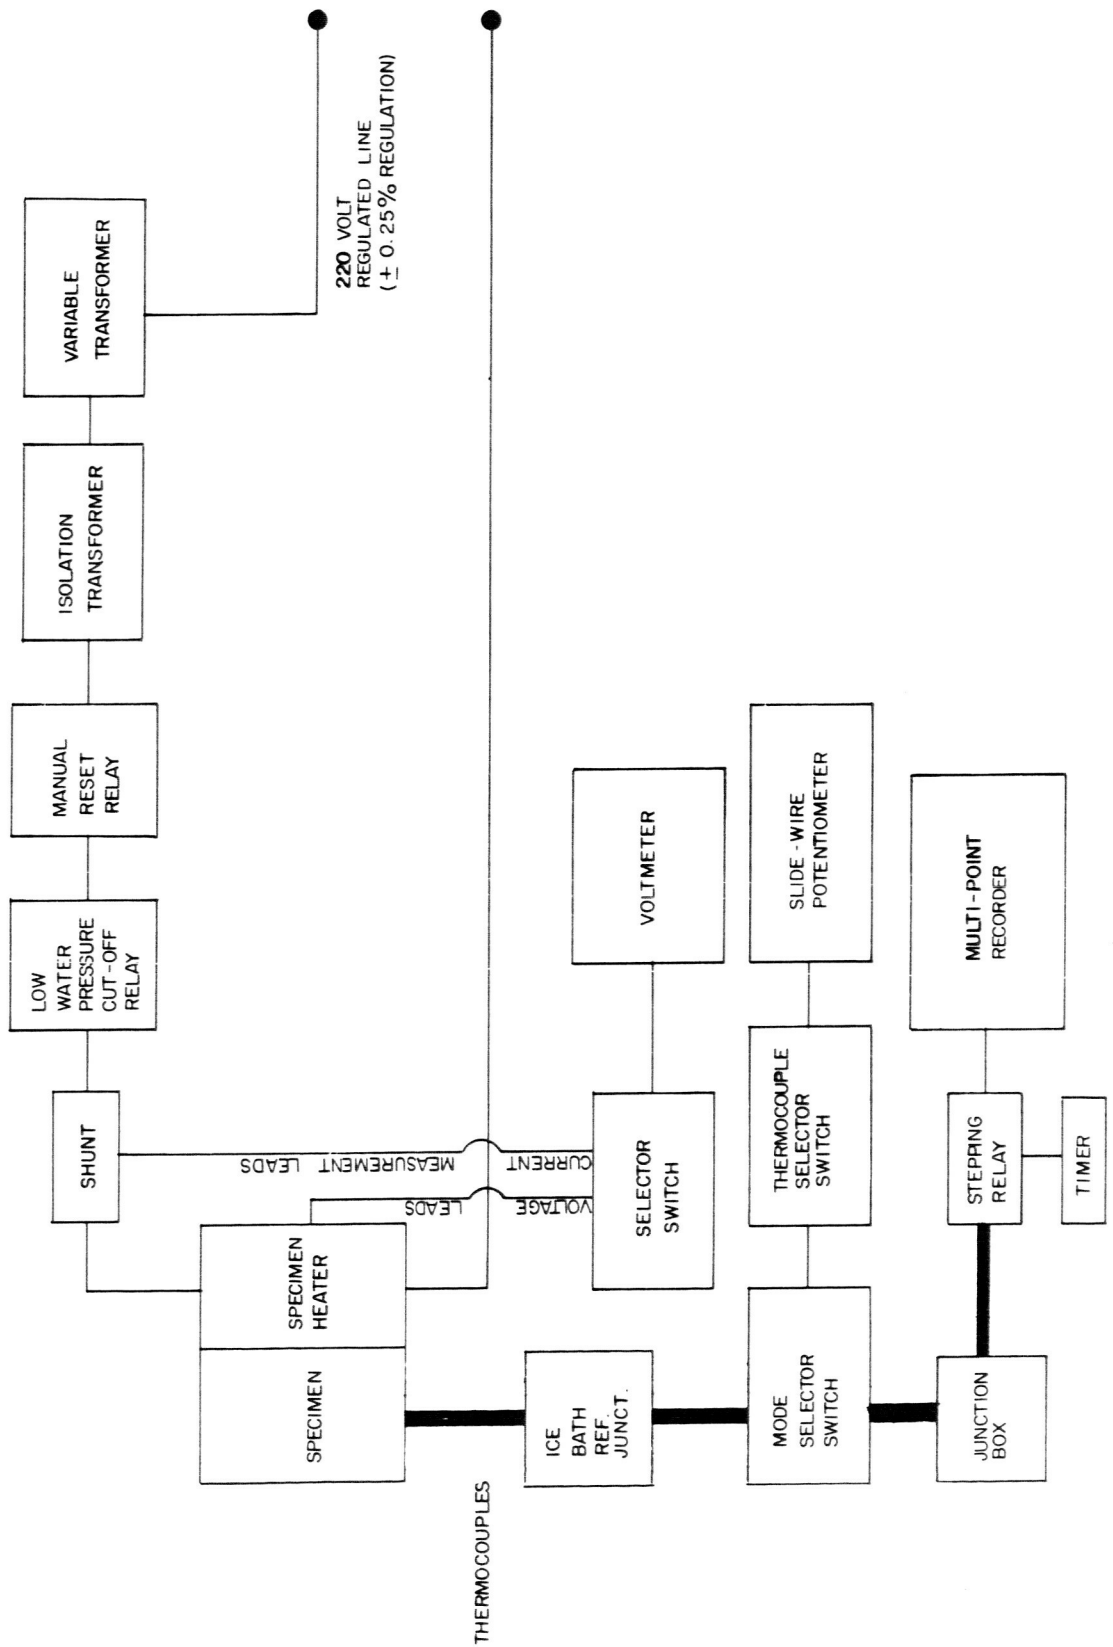 VARIABLE
TRANSFORMER
220 VOLT
REGULATED LINE
(± 0.25% REGULATION)
ISOLATION
TRANSFORMER
MANUAL
RESET
RELAY
LOW
WATER
PRESSURE
CUT-OFF
RELAY
SHUNT
CURRENT MEASUREMENT LEADS
VOLTAGE LEADS
SPECIMEN
HEATER
SPECIMEN
THERMOCOUPLES
VOLTMETER
SELECTOR
SWITCH
ICE
BATH
REF.
JUNCT.
SLIDE-WIRE
POTENTIOMETER
THERMOCOUPLE
SELECTOR
SWITCH
MODE
SELECTOR
SWITCH
MULTI-POINT
RECORDER
STEPPING
RELAY
TIMER
JUNCTION
BOX